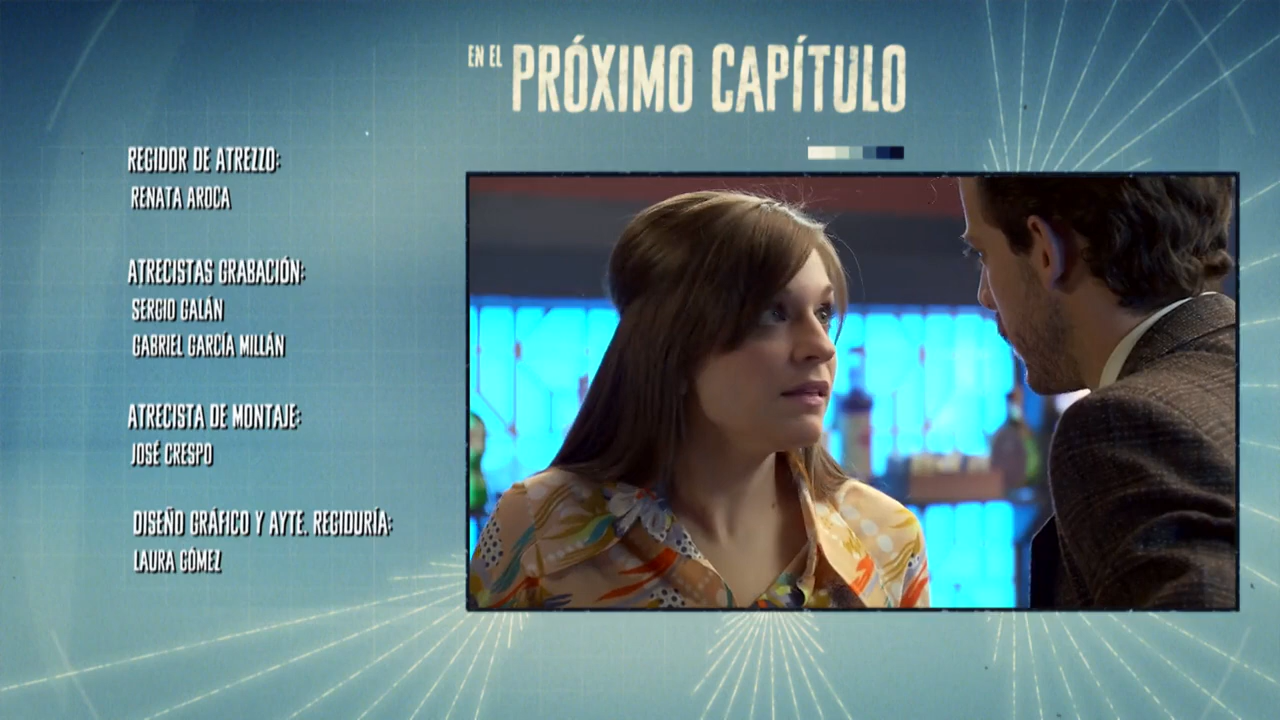 EN EL PRÓXIMO CAPÍTULO
REGIDOR DE ATREZZO:
RENATA AROCA
ATRECISTAS GRABACIÓN:
SERGIO GALÁN
GABRIEL GARCÍA MILLÁN
ATRECISTA DE MONTAJE:
JOSÉ CRESPO
DISEÑO GRÁFICO Y AYTE. REGIDURÍA:
LAURA GÓMEZ